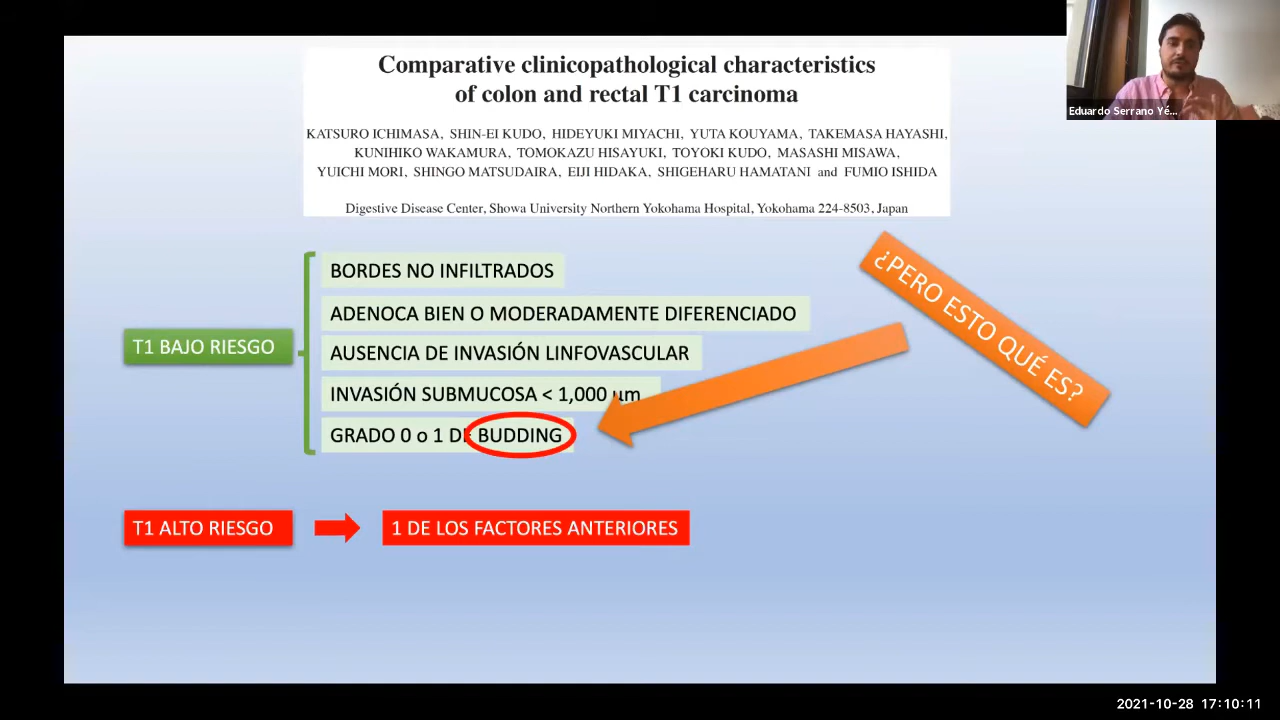 Comparative clinicopathological characteristics
of colon and rectal T1 carcinoma
KATSURO ICHIMASA, SHIN-EI KUDO, HIDEYUKI MIYACHI, YUTA KOUYAMA, TAKEMASA HAYASHI,
KUNIHIKO WAKAMURA, TOMOKAZU HISAYUKI, TOYOKI KUDO, MASASHI MISAWA,
YUICHI MORI, SHINGO MATSUDAIRA, EIJI HIDAKA, SHIGEHARU HAMATANI and FUMIO ISHIDA
Digestive Disease Center, Showa University Northern Yokohama Hospital, Yokohama 224-8503, Japan
Eduardo Serrano Yé...
¿PERO ESTO QUÉ ES?
T1 BAJO RIESGO
BORDES NO INFILTRADOS
ADENOCA BIEN O MODERADAMENTE DIFERENCIADO
AUSENCIA DE INVASIÓN LINFOVASCULAR
INVASIÓN SUBMUCOSA < 1,000 µm
GRADO 0 o 1 DE BUDDING
T1 ALTO RIESGO
1 DE LOS FACTORES ANTERIORES
2021-10-28 17:10:11